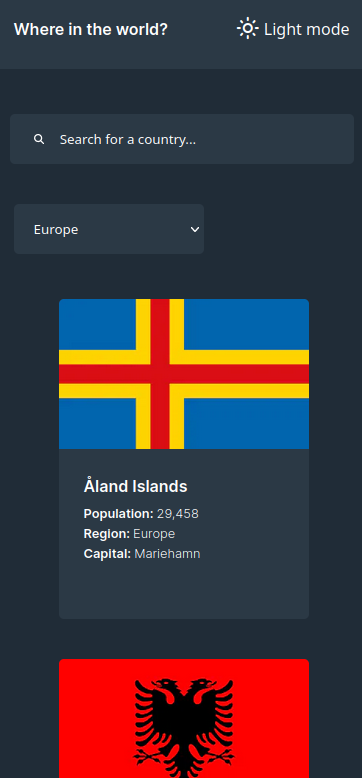 Where in the world?
Light mode
Search for a country...
Europe
Åland Islands
Population: 29,458
Region: Europe
Capital: Mariehamn